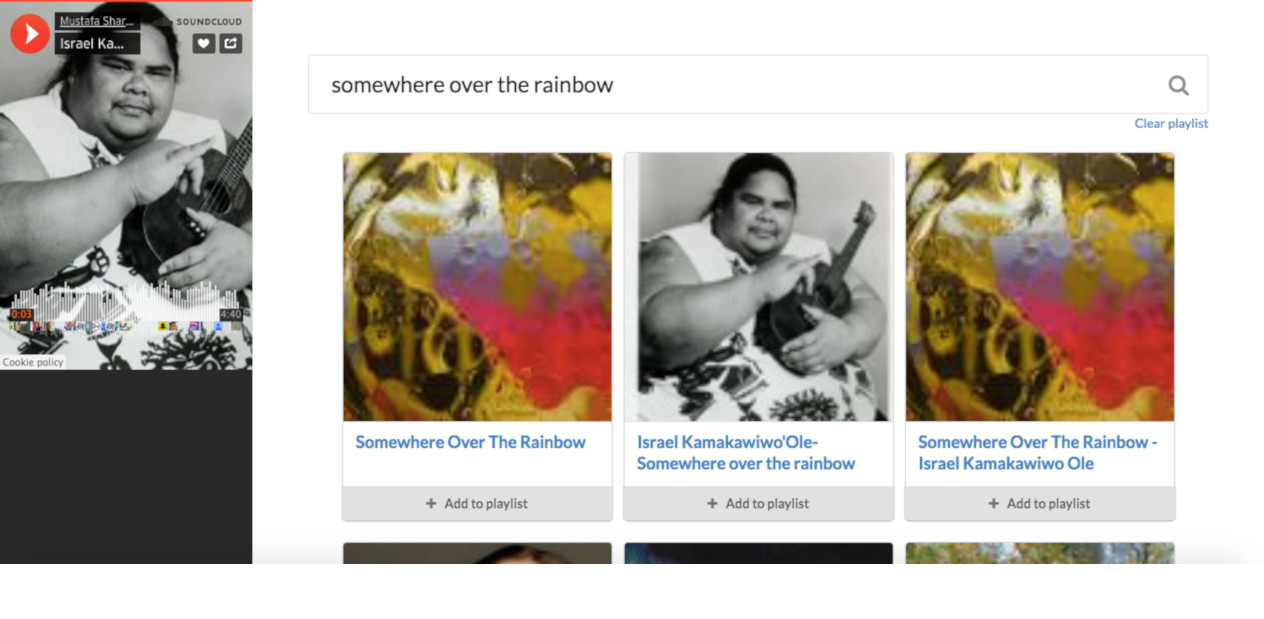 Mustafa Shar...
SOUNDCLOUD
Israel Ka...
0:03
4:40
Cookie policy
somewhere over the rainbow
Clear playlist
Somewhere Over The Rainbow
+ Add to playlist
Israel Kamakawiwo'Ole-
Somewhere over the rainbow
+ Add to playlist
Somewhere Over The Rainbow -
Israel Kamakawiwo Ole
+ Add to playlist